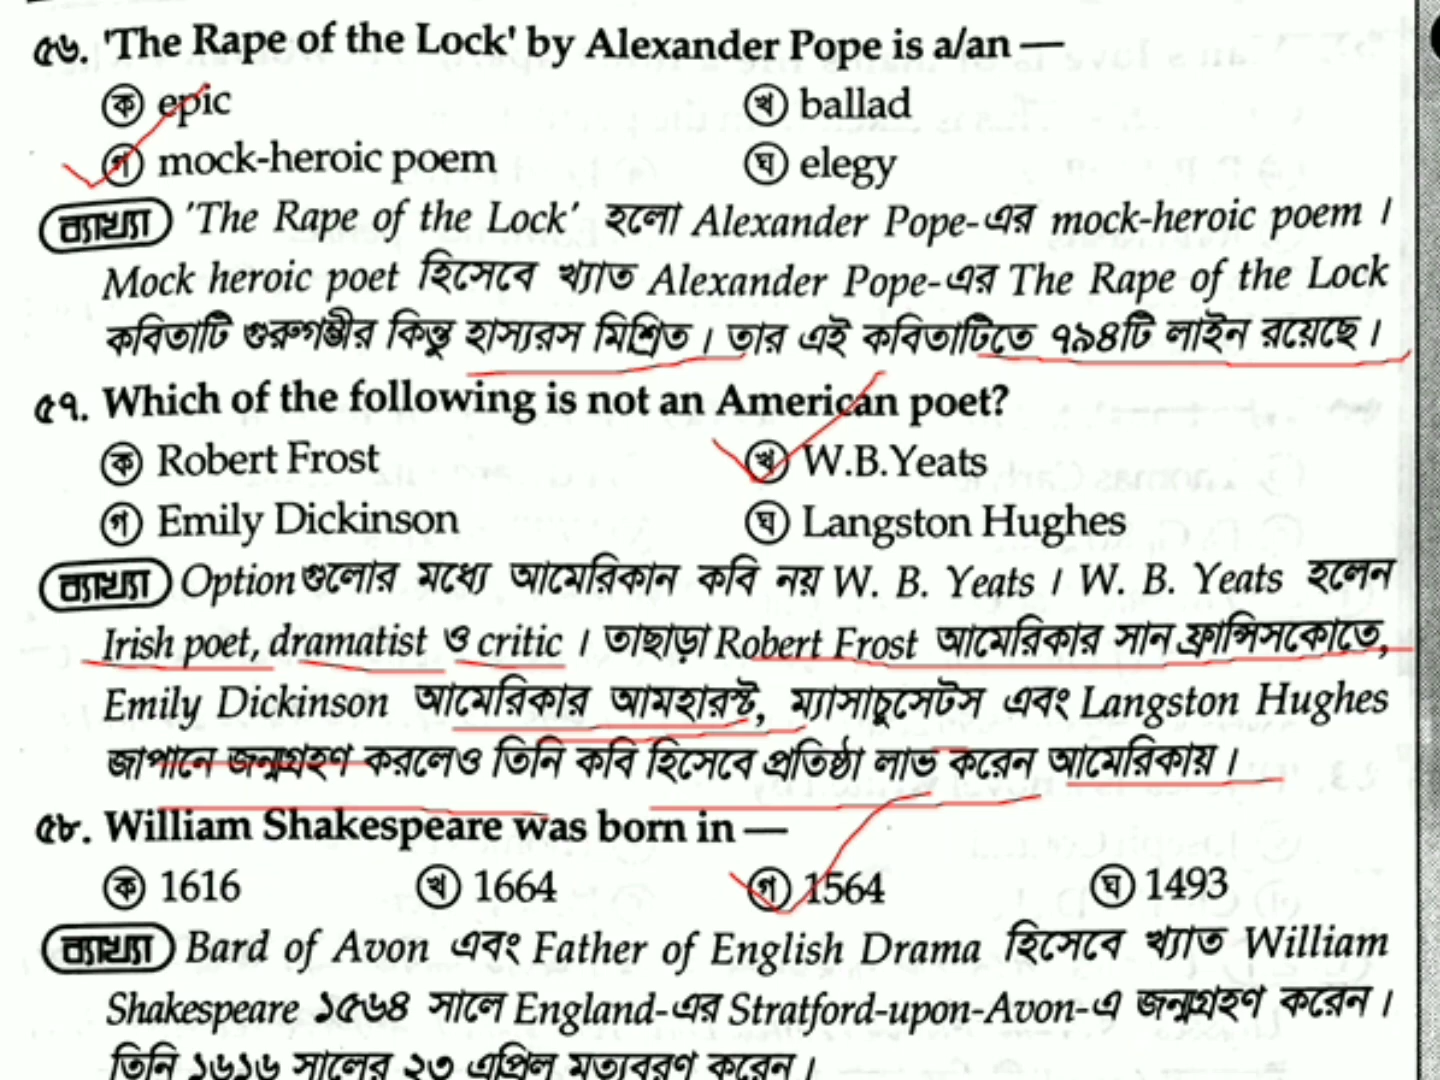 ৫৬. 'The Rape of the Lock' by Alexander Pope is a/an —
ক epic খ ballad
গ mock-heroic poem ঘ elegy
ব্যাখ্যা 'The Rape of the Lock' হলো Alexander Pope-এর mock-heroic poem।
Mock heroic poet হিসেবে খ্যাত Alexander Pope-এর The Rape of the Lock
কবিতাটি গুরুগম্ভীর কিন্তু হাস্যরস মিশ্রিত। তার এই কবিতাটিতে ৭৯৪টি লাইন রয়েছে।
৫৭. Which of the following is not an American poet?
ক Robert Frost খ W.B.Yeats
গ Emily Dickinson ঘ Langston Hughes
ব্যাখ্যা Optionগুলোর মধ্যে আমেরিকান কবি নয় W. B. Yeats। W. B. Yeats হলেন
Irish poet, dramatist ও critic। তাছাড়া Robert Frost আমেরিকার সান ফ্রান্সিসকোতে,
Emily Dickinson আমেরিকার আমহারস্ট, ম্যাসাচুসেটস এবং Langston Hughes
জাপানে জন্মগ্রহণ করলেও তিনি কবি হিসেবে প্রতিষ্ঠা লাভ করেন আমেরিকায়।
৫৮. William Shakespeare was born in —
ক 1616 খ 1664 গ 1564 ঘ 1493
ব্যাখ্যা Bard of Avon এবং Father of English Drama হিসেবে খ্যাত William
Shakespeare ১৫৬৪ সালে England-এর Stratford-upon-Avon-এ জন্মগ্রহণ করেন।
তিনি ১৬১৬ সালের ২৩ এপ্রিল মৃত্যুবরণ করেন।